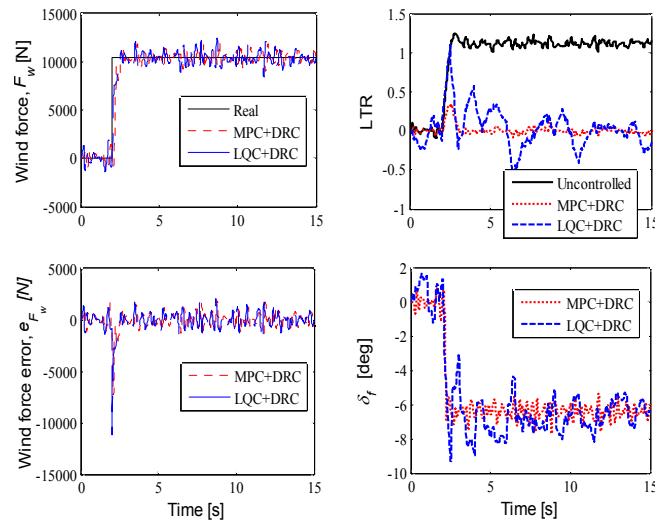 Wind force, F_w [N]
15000
10000
5000
0
-5000
0
5
10
15
Real
MPC+DRC
LQC+DRC
LTR
1.5
1
0.5
0
-0.5
-1
0
5
10
15
Uncontrolled
MPC+DRC
LQC+DRC
Wind force error, e_{F_w} [N]
5000
0
-5000
-10000
-15000
0
5
10
15
MPC+DRC
LQC+DRC
Time [s]
δ_f [deg]
2
0
-2
-4
-6
-8
-10
0
5
10
15
MPC+DRC
LQC+DRC
Time [s]